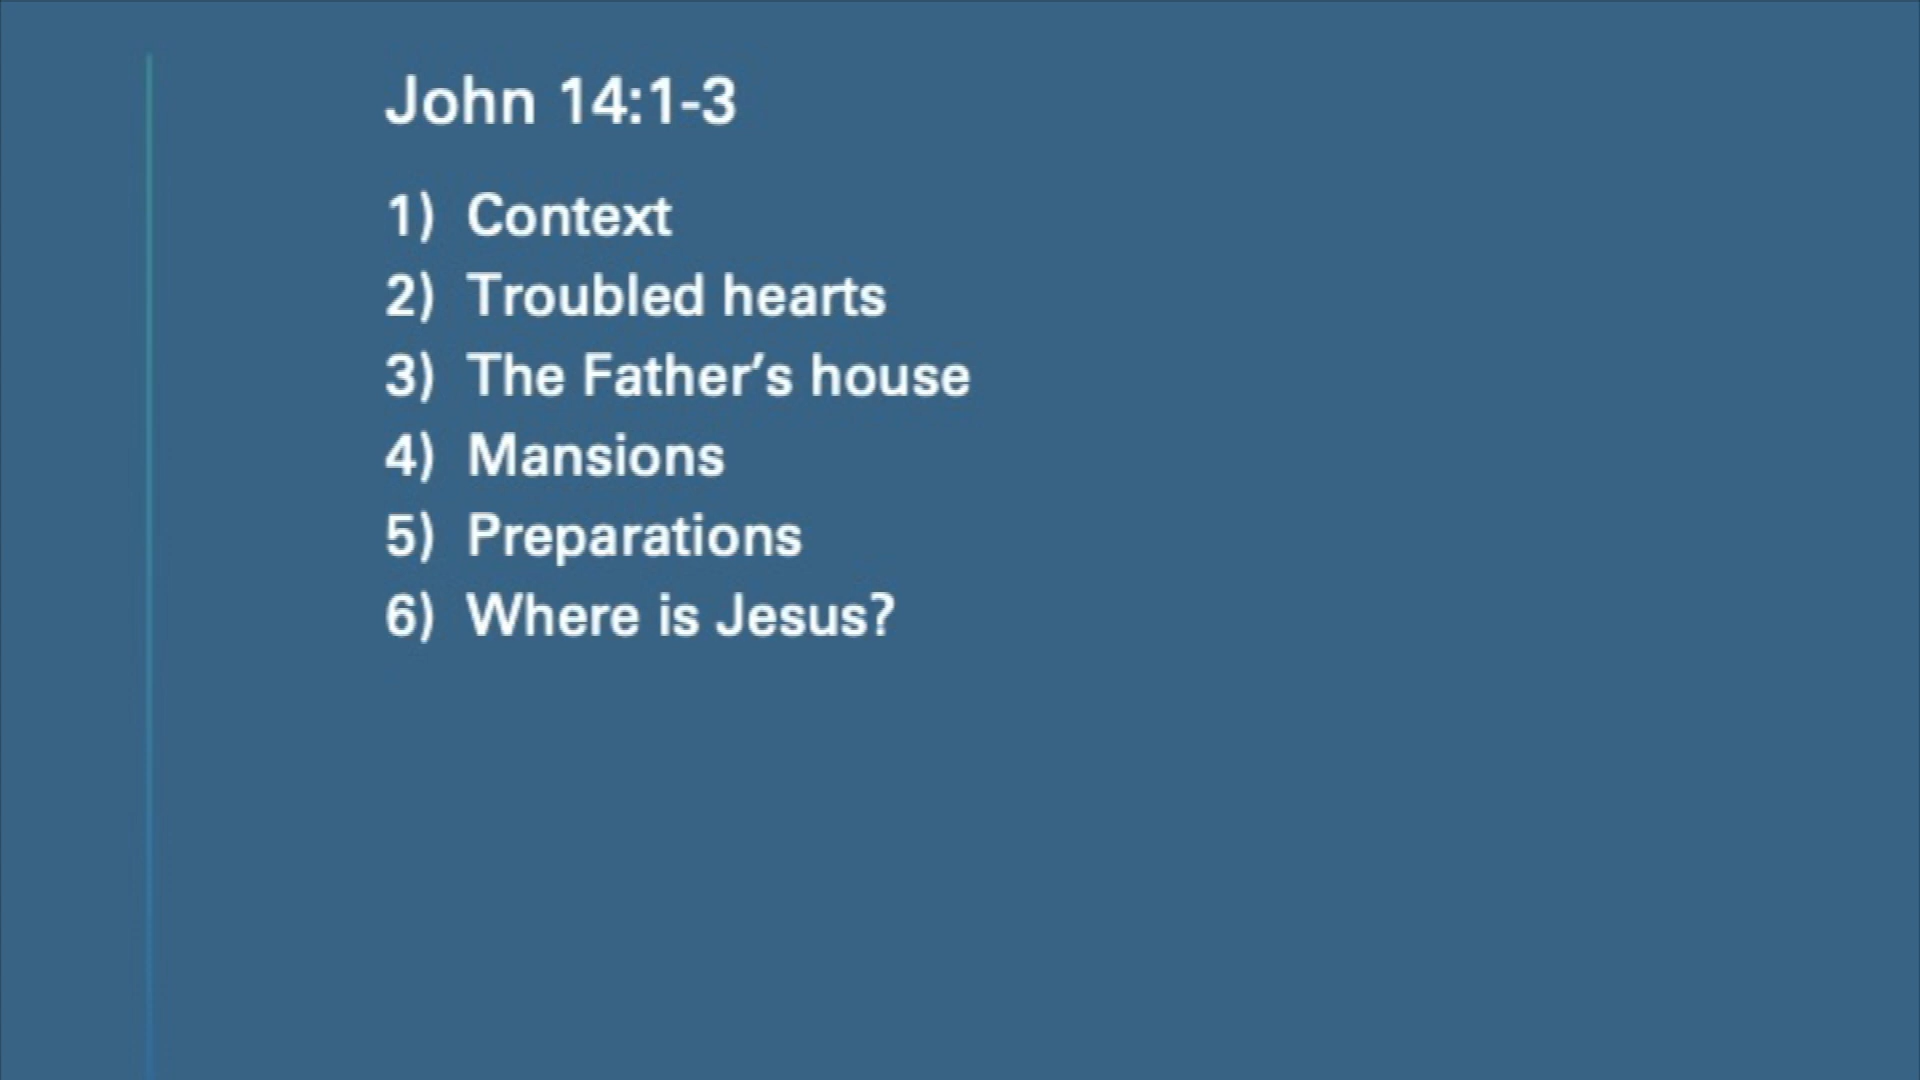 John 14:1-3
1) Context
2) Troubled hearts
3) The Father’s house
4) Mansions
5) Preparations
6) Where is Jesus?